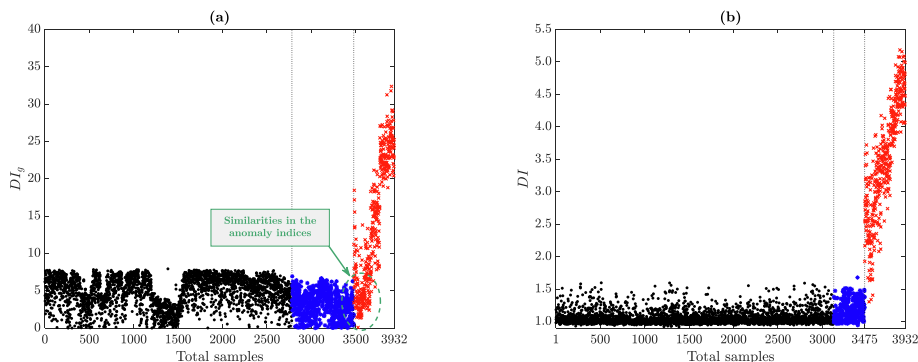 (a)
40
35
30
25
20
15
10
5
0
DI_g
Similarities in the
anomaly indices
0 500 1000 1500 2000 2500 3000 3500 3932
Total samples
(b)
5.5
5.0
4.5
4.0
3.5
3.0
2.5
2.0
1.5
1.0
DI
1 500 1000 1500 2000 2500 3000 3475 3932
Total samples